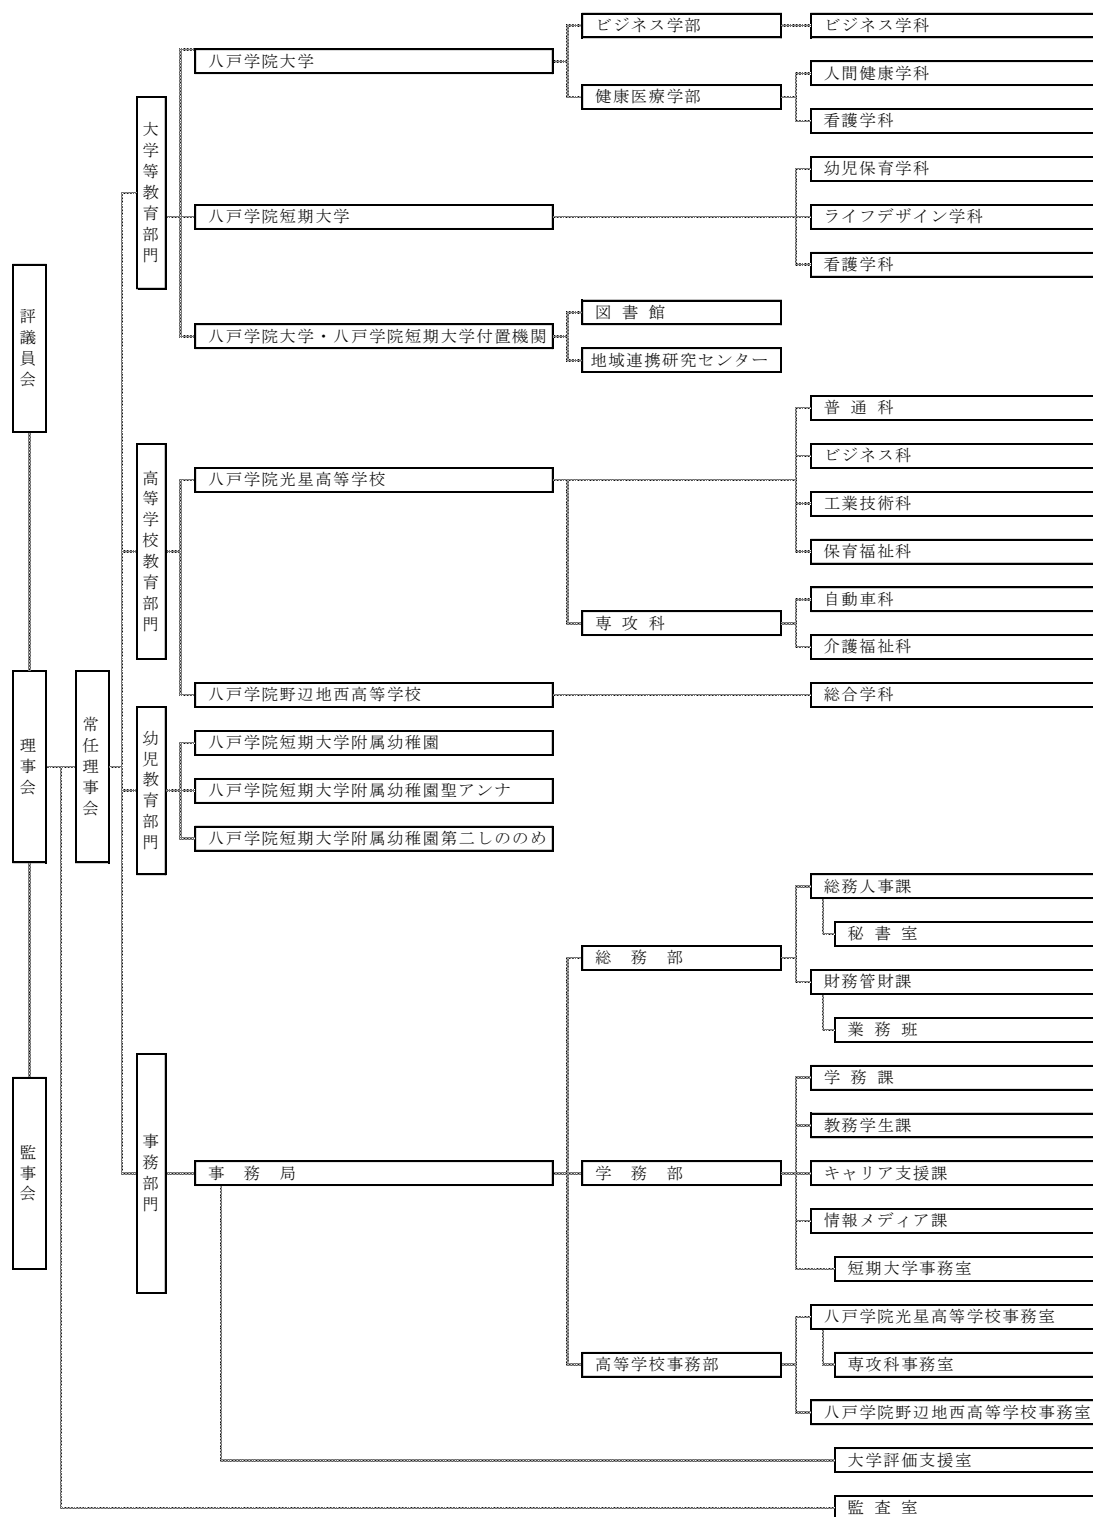 評議員会
理事会
監事会
常任理事会
大学等教育部門
八戸学院大学
ビジネス学部
ビジネス学科
健康医療学部
人間健康学科
看護学科
八戸学院短期大学
幼児保育学科
ライフデザイン学科
看護学科
八戸学院大学・八戸学院短期大学付置機関
図書館
地域連携研究センター
高等学校教育部門
八戸学院光星高等学校
普通科
ビジネス科
工業技術科
保育福祉科
専攻科
自動車科
介護福祉科
八戸学院野辺地西高等学校
総合学科
幼児教育部門
八戸学院短期大学附属幼稚園
八戸学院短期大学附属幼稚園聖アンナ
八戸学院短期大学附属幼稚園第二しののめ
事務部門
事務局
総務部
総務人事課
秘書室
財務管財課
業務班
学務部
学務課
教務学生課
キャリア支援課
情報メディア課
短期大学事務室
高等学校事務部
八戸学院光星高等学校事務室
専攻科事務室
八戸学院野辺地西高等学校事務室
大学評価支援室
監査室